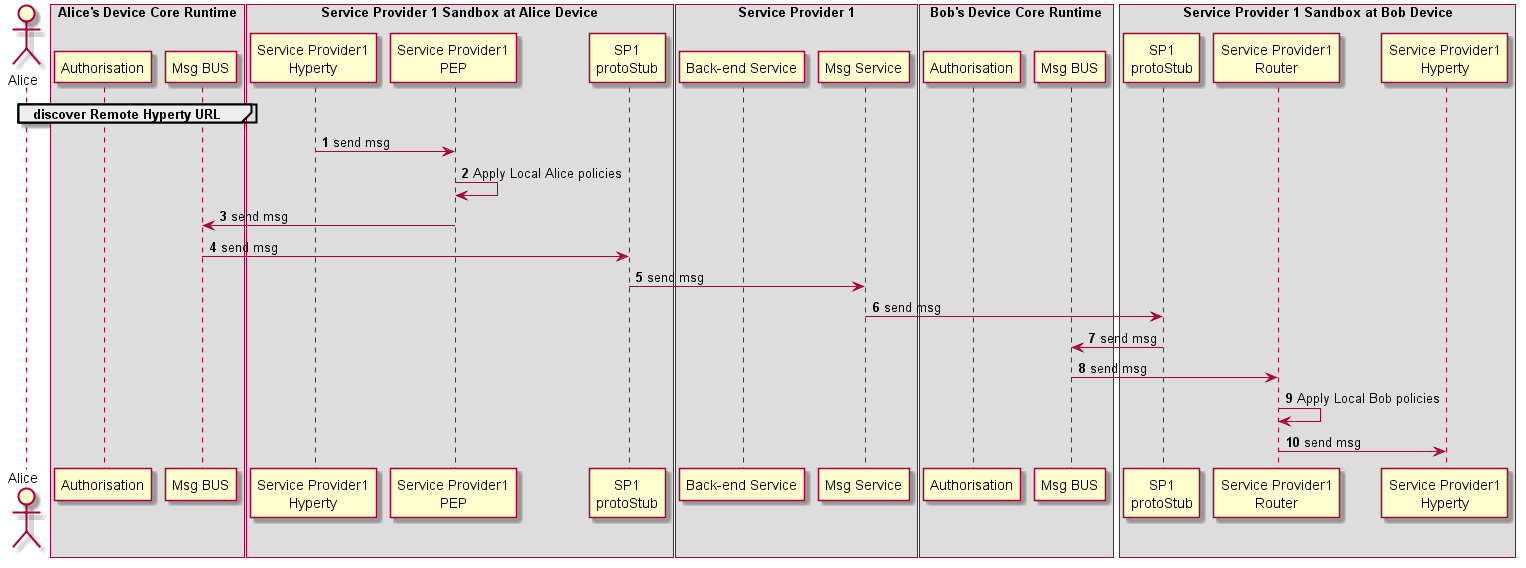 Alice's Device Core Runtime
Service Provider 1 Sandbox at Alice Device
Service Provider 1
Bob's Device Core Runtime
Service Provider 1 Sandbox at Bob Device
Alice
Authorisation
Msg BUS
Service Provider1
Hyperty
Service Provider1
PEP
SP1
protoStub
Back-end Service
Msg Service
Authorisation
Msg BUS
SP1
protoStub
Service Provider1
Router
Service Provider1
Hyperty
discover Remote Hyperty URL
1 send msg
2 Apply Local Alice policies
3 send msg
4 send msg
5 send msg
6 send msg
7 send msg
8 send msg
9 Apply Local Bob policies
10 send msg
Alice
Authorisation
Msg BUS
Service Provider1
Hyperty
Service Provider1
PEP
SP1
protoStub
Back-end Service
Msg Service
Authorisation
Msg BUS
SP1
protoStub
Service Provider1
Router
Service Provider1
Hyperty